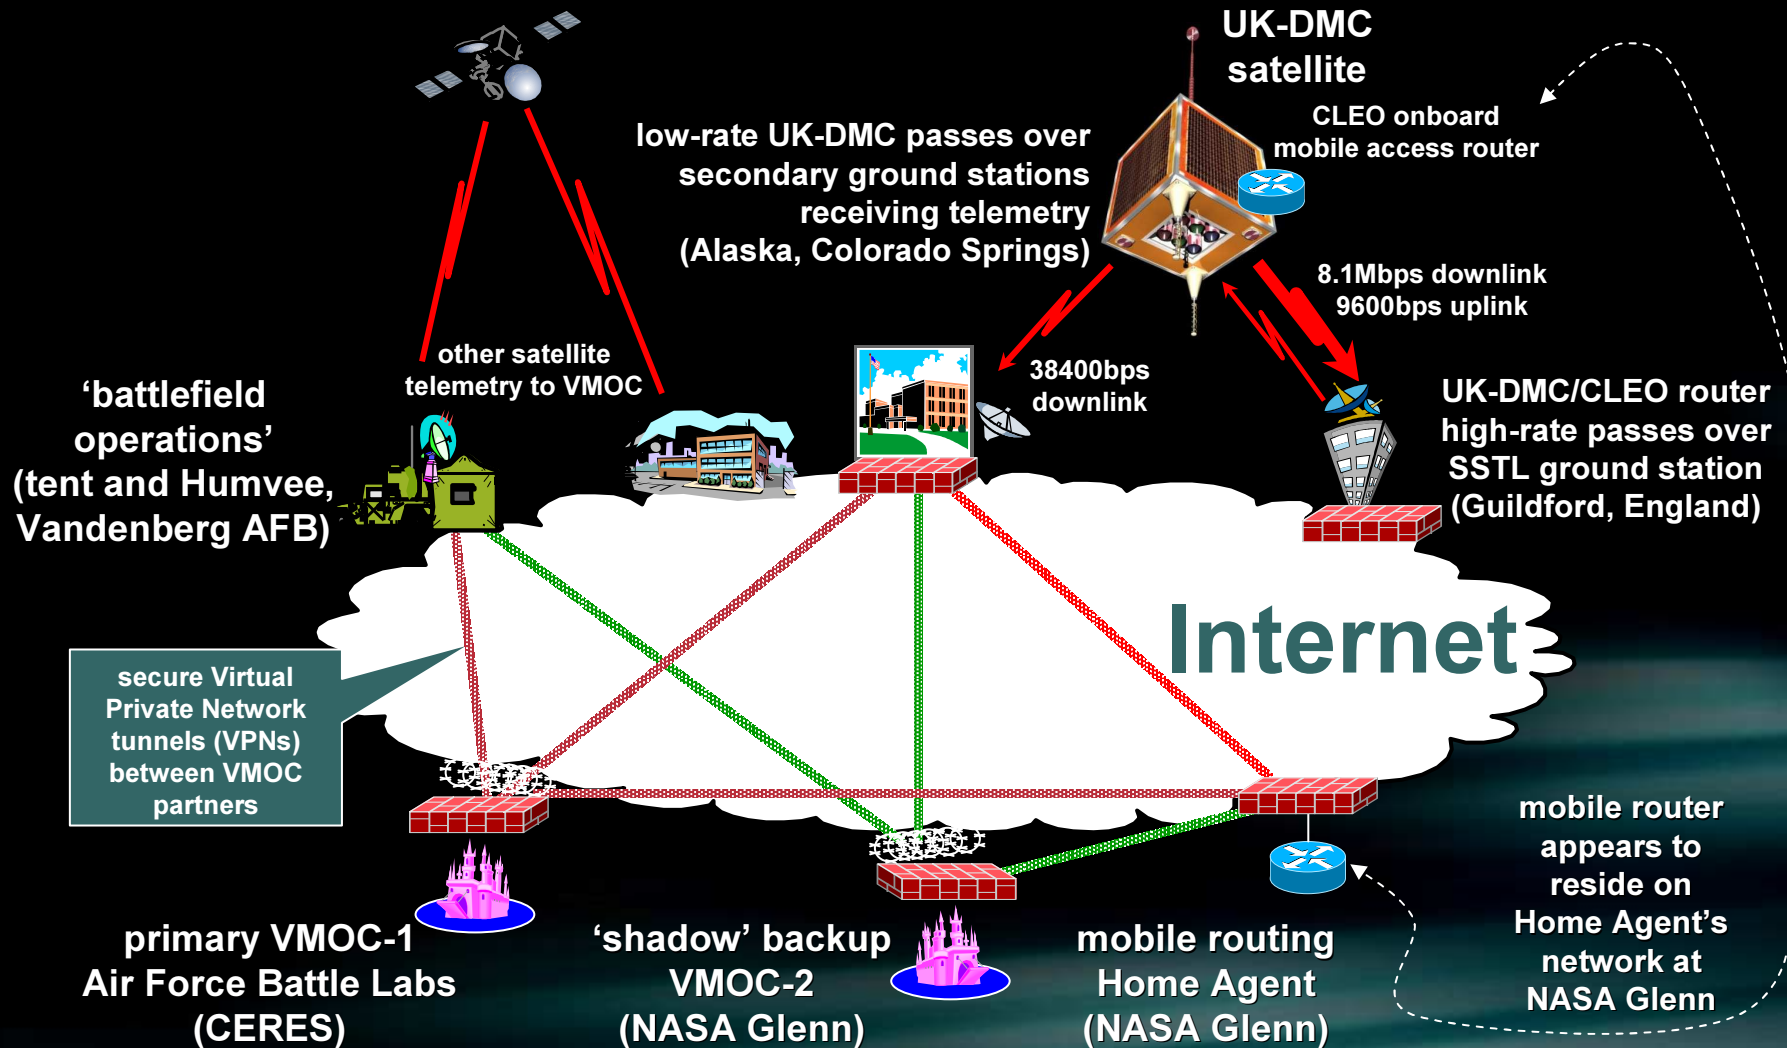 UK-DMC
satellite
CLEO onboard
mobile access router
low-rate UK-DMC passes over
secondary ground stations
receiving telemetry
(Alaska, Colorado Springs)
8.1Mbps downlink
9600bps uplink
other satellite
telemetry to VMOC
38400bps
downlink
‘battlefield
operations’
(tent and Humvee,
Vandenberg AFB)
UK-DMC/CLEO router
high-rate passes over
SSTL ground station
(Guildford, England)
Internet
secure Virtual
Private Network
tunnels (VPNs)
between VMOC
partners
mobile router
appears to
reside on
Home Agent’s
network at
NASA Glenn
primary VMOC-1
Air Force Battle Labs
(CERES)
‘shadow’ backup
VMOC-2
(NASA Glenn)
mobile routing
Home Agent
(NASA Glenn)